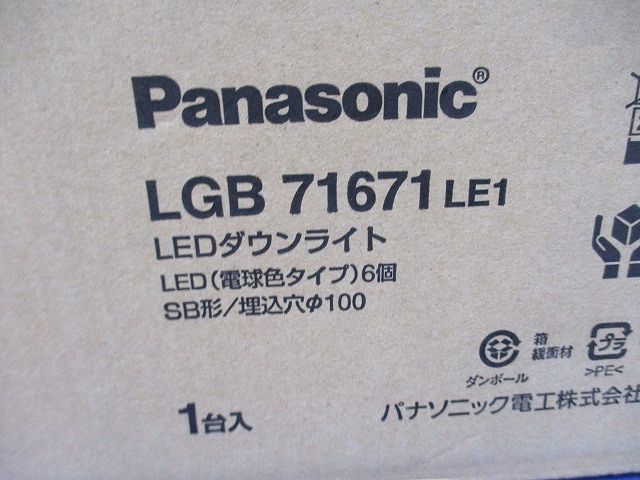 Panasonic®
LGB 71671 LE1
LEDダウンライト
LED（電球色タイプ）6個
SB形/埋込穴φ100
箱
緩衝材
プラ
ダンボール
>PE<
1台入
パナソニック電工株式会